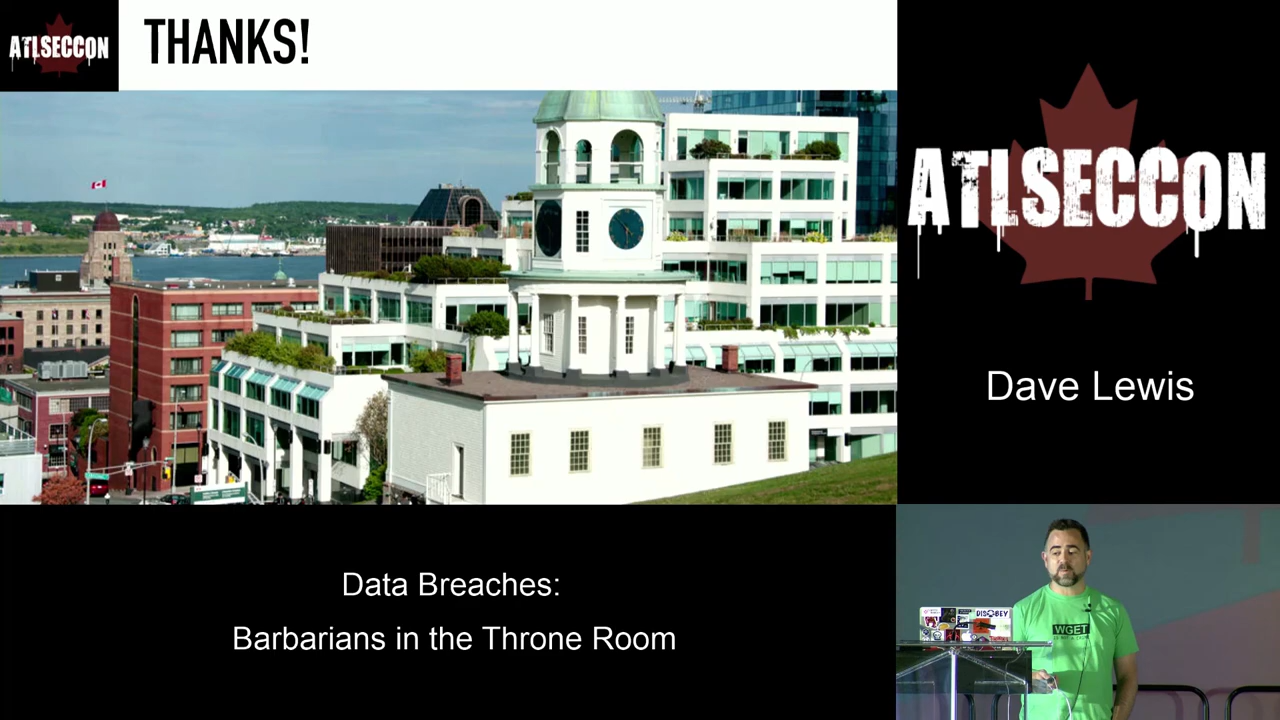 ATLSECCON
THANKS!
ATLSECCON
Dave Lewis
Data Breaches:
Barbarians in the Throne Room
DISOBEY
WGET